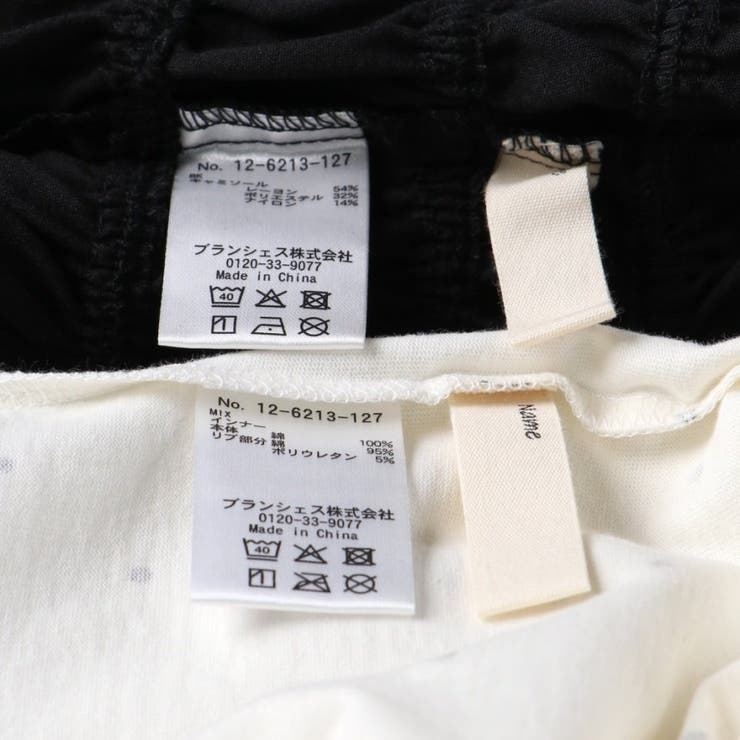 No. 12-6213-127
キャミソール
レーヨン 54%
ポリエステル 32%
ナイロン 14%
ブランシェス株式会社
0120-33-9077
Made in China
40
1
No. 12-6213-127
MIX
インナー
本体 綿 100%
リブ部分 綿 95%
ポリウレタン 5%
ブランシェス株式会社
0120-33-9077
Made in China
40
1
Name